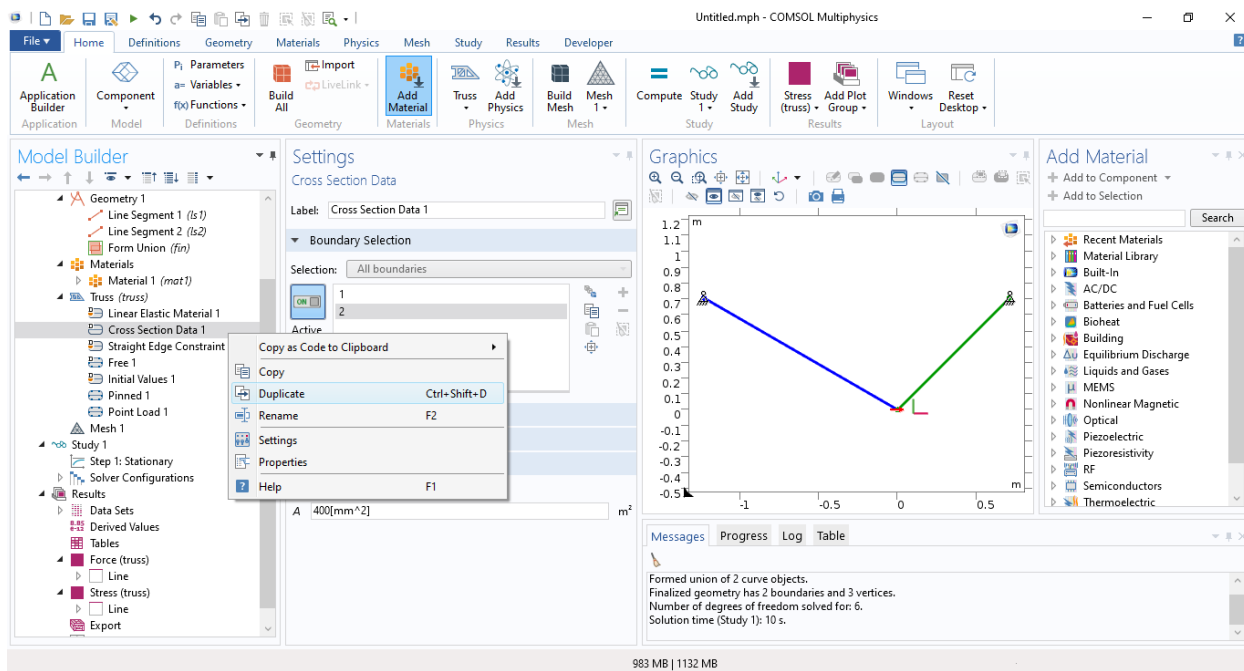 Untitled.mph - COMSOL Multiphysics
File Home Definitions Geometry Materials Physics Mesh Study Results Developer
A
Application Builder
Application
Component
Model
Pi Parameters
a= Variables
f(x) Functions
Definitions
Build All
Import
LiveLink
Geometry
Add Material
Materials
Truss
Add Physics
Physics
Build Mesh
Mesh 1
Mesh
Compute
Study 1
Add Study
Study
Stress (truss)
Add Plot Group
Results
Windows
Reset Desktop
Layout
Model Builder
Geometry 1
Line Segment 1 (ls1)
Line Segment 2 (ls2)
Form Union (fin)
Materials
Material 1 (mat1)
Truss (truss)
Linear Elastic Material 1
Cross Section Data 1
Straight Edge Constraint
Free 1
Initial Values 1
Pinned 1
Point Load 1
Mesh 1
Study 1
Step 1: Stationary
Solver Configurations
Results
Data Sets
8.85
e-12
Derived Values
Tables
Force (truss)
Line
Stress (truss)
Line
Export
Copy as Code to Clipboard
Copy
Duplicate Ctrl+Shift+D
Rename F2
Settings
Properties
Help F1
Settings
Cross Section Data
Label: Cross Section Data 1
Boundary Selection
Selection: All boundaries
ON
1
2
Active
A 400[mm^2] m²
Graphics
m
1.2
1.1
1
0.9
0.8
0.7
0.6
0.5
0.4
0.3
0.2
0.1
0
-0.1
-0.2
-0.3
-0.4
-0.5
-1 -0.5 0 0.5
m
Messages Progress Log Table
Formed union of 2 curve objects.
Finalized geometry has 2 boundaries and 3 vertices.
Number of degrees of freedom solved for: 6.
Solution time (Study 1): 10 s.
Add Material
Add to Component
Add to Selection
Search
Recent Materials
Material Library
Built-In
AC/DC
Batteries and Fuel Cells
Bioheat
Building
Δu Equilibrium Discharge
Liquids and Gases
μ MEMS
Nonlinear Magnetic
Optical
Piezoelectric
Piezoresistivity
RF
Semiconductors
Thermoelectric
983 MB | 1132 MB